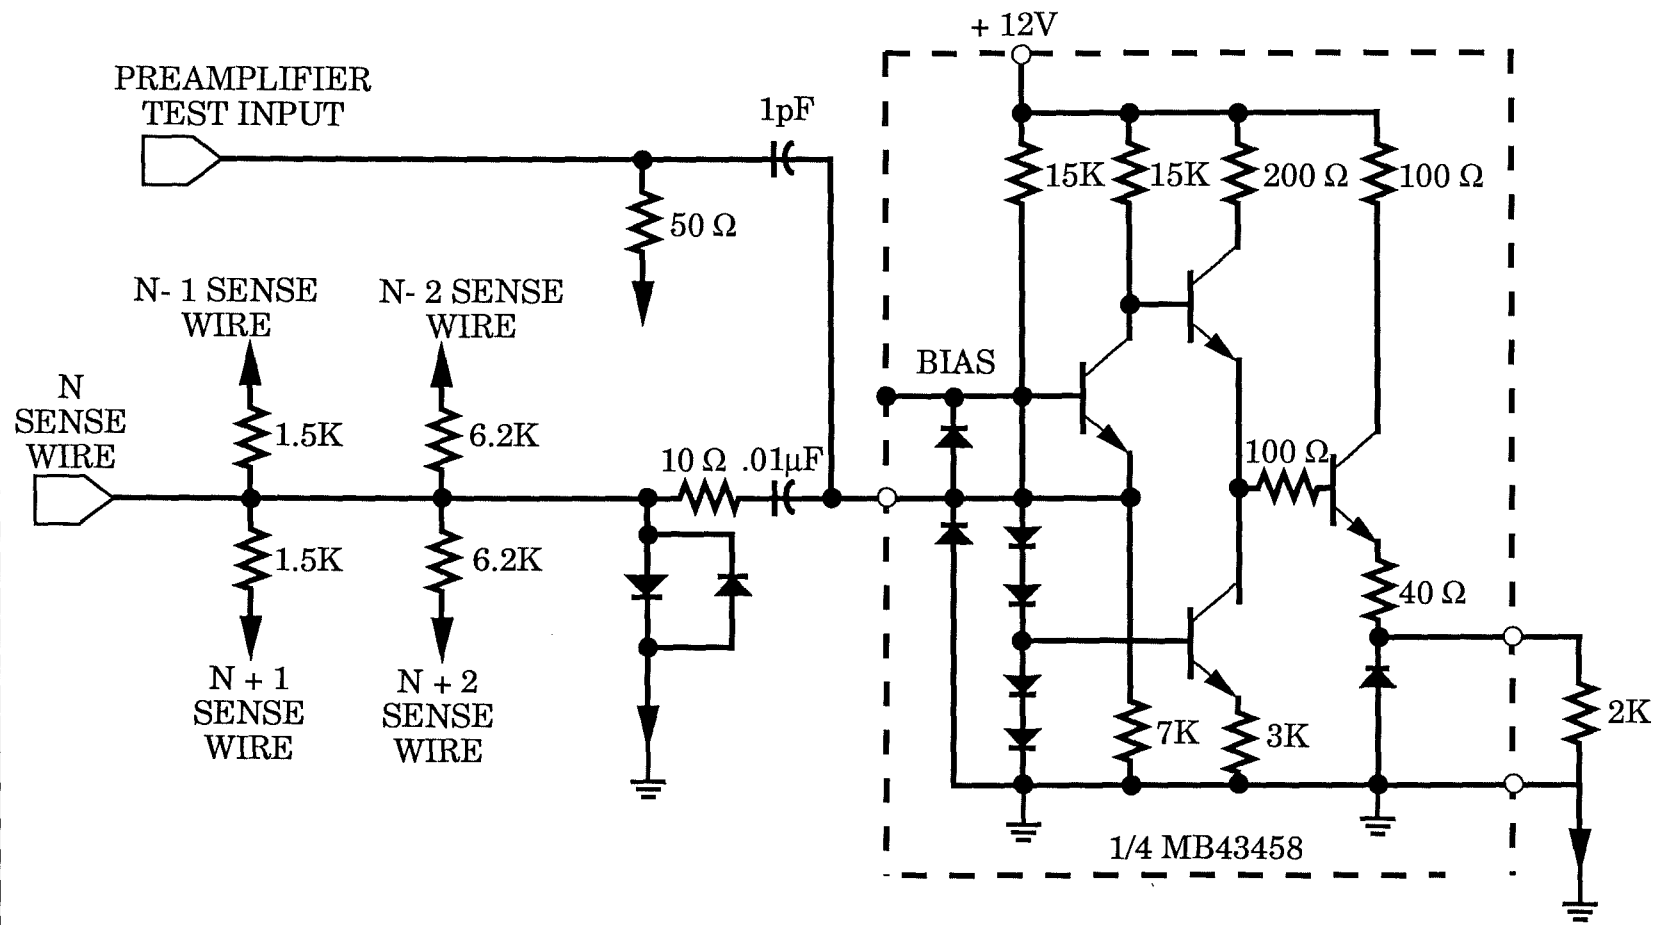 + 12V
PREAMPLIFIER
TEST INPUT
1pF
15K
15K
200 Ω
100 Ω
50 Ω
N- 1 SENSE
WIRE
N- 2 SENSE
WIRE
BIAS
N
SENSE
WIRE
1.5K
6.2K
10 Ω
.01µF
100 Ω
1.5K
6.2K
40 Ω
N + 1
SENSE
WIRE
N + 2
SENSE
WIRE
7K
3K
2K
1/4 MB43458